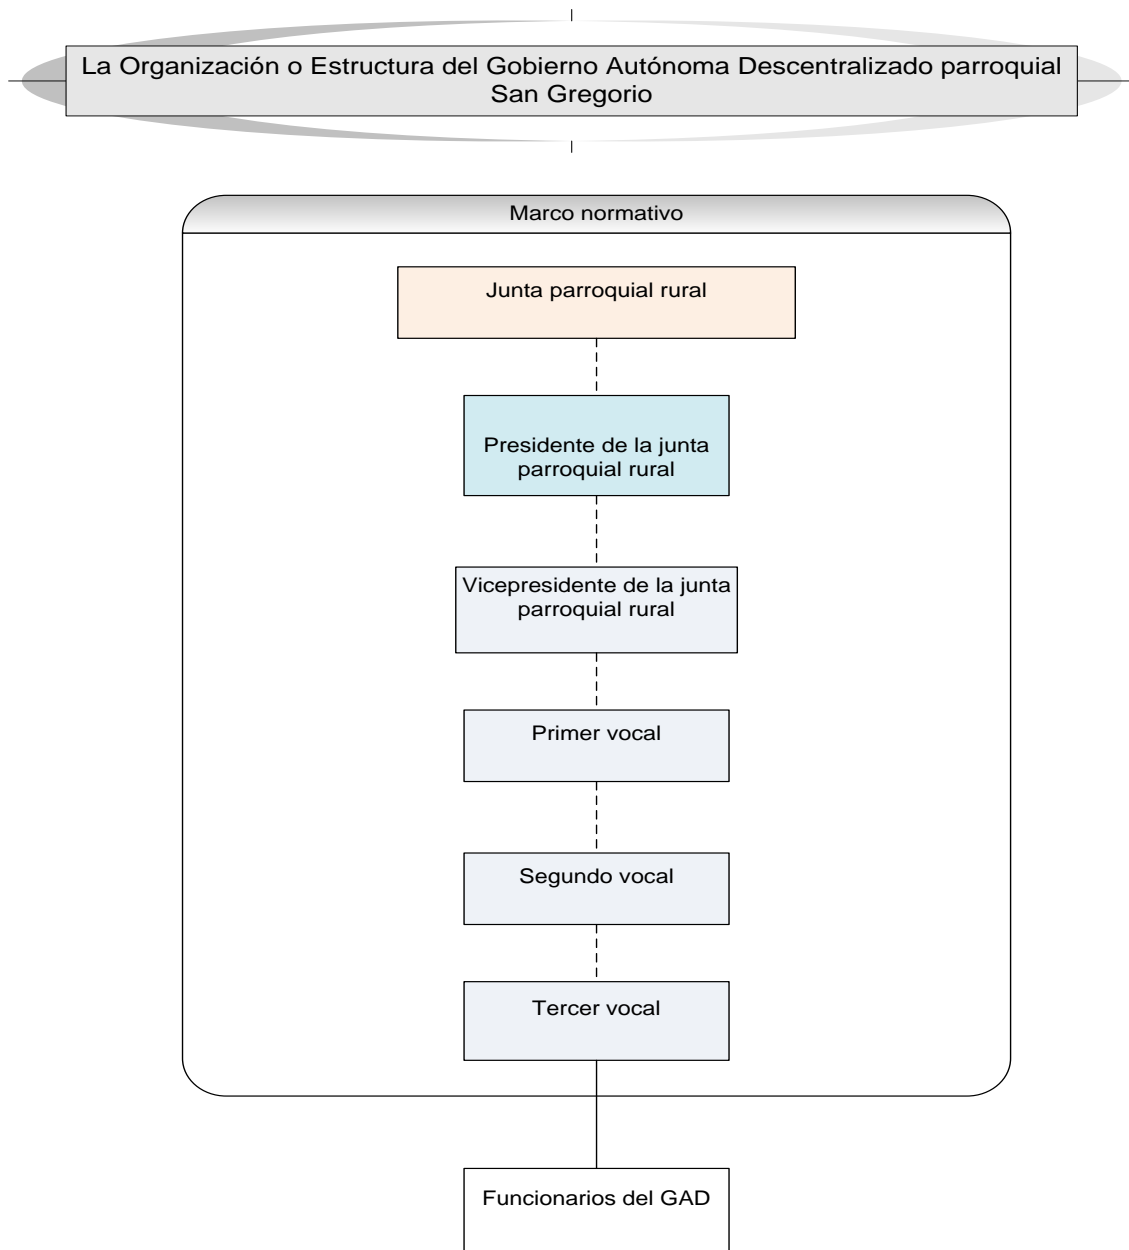 La Organización o Estructura del Gobierno Autónoma Descentralizado parroquial
San Gregorio
Marco normativo
Junta parroquial rural
Presidente de la junta
parroquial rural
Vicepresidente de la junta
parroquial rural
Primer vocal
Segundo vocal
Tercer vocal
Funcionarios del GAD